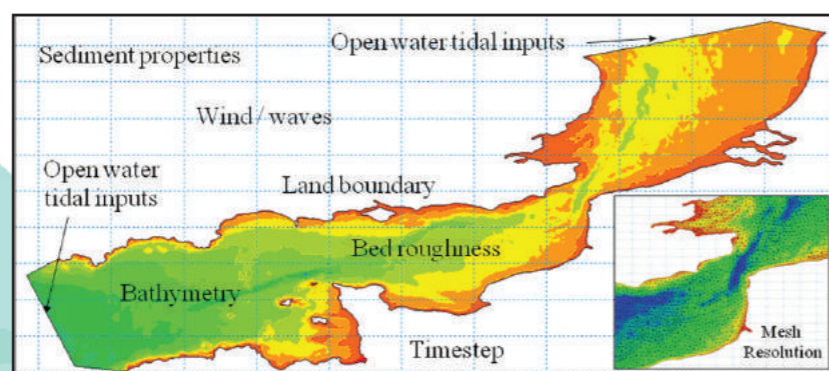 Open water tidal inputs
Sediment properties
Wind / waves
Open water
tidal inputs
Land boundary
Bed roughness
Bathymetry
Timestep
Mesh
Resolution